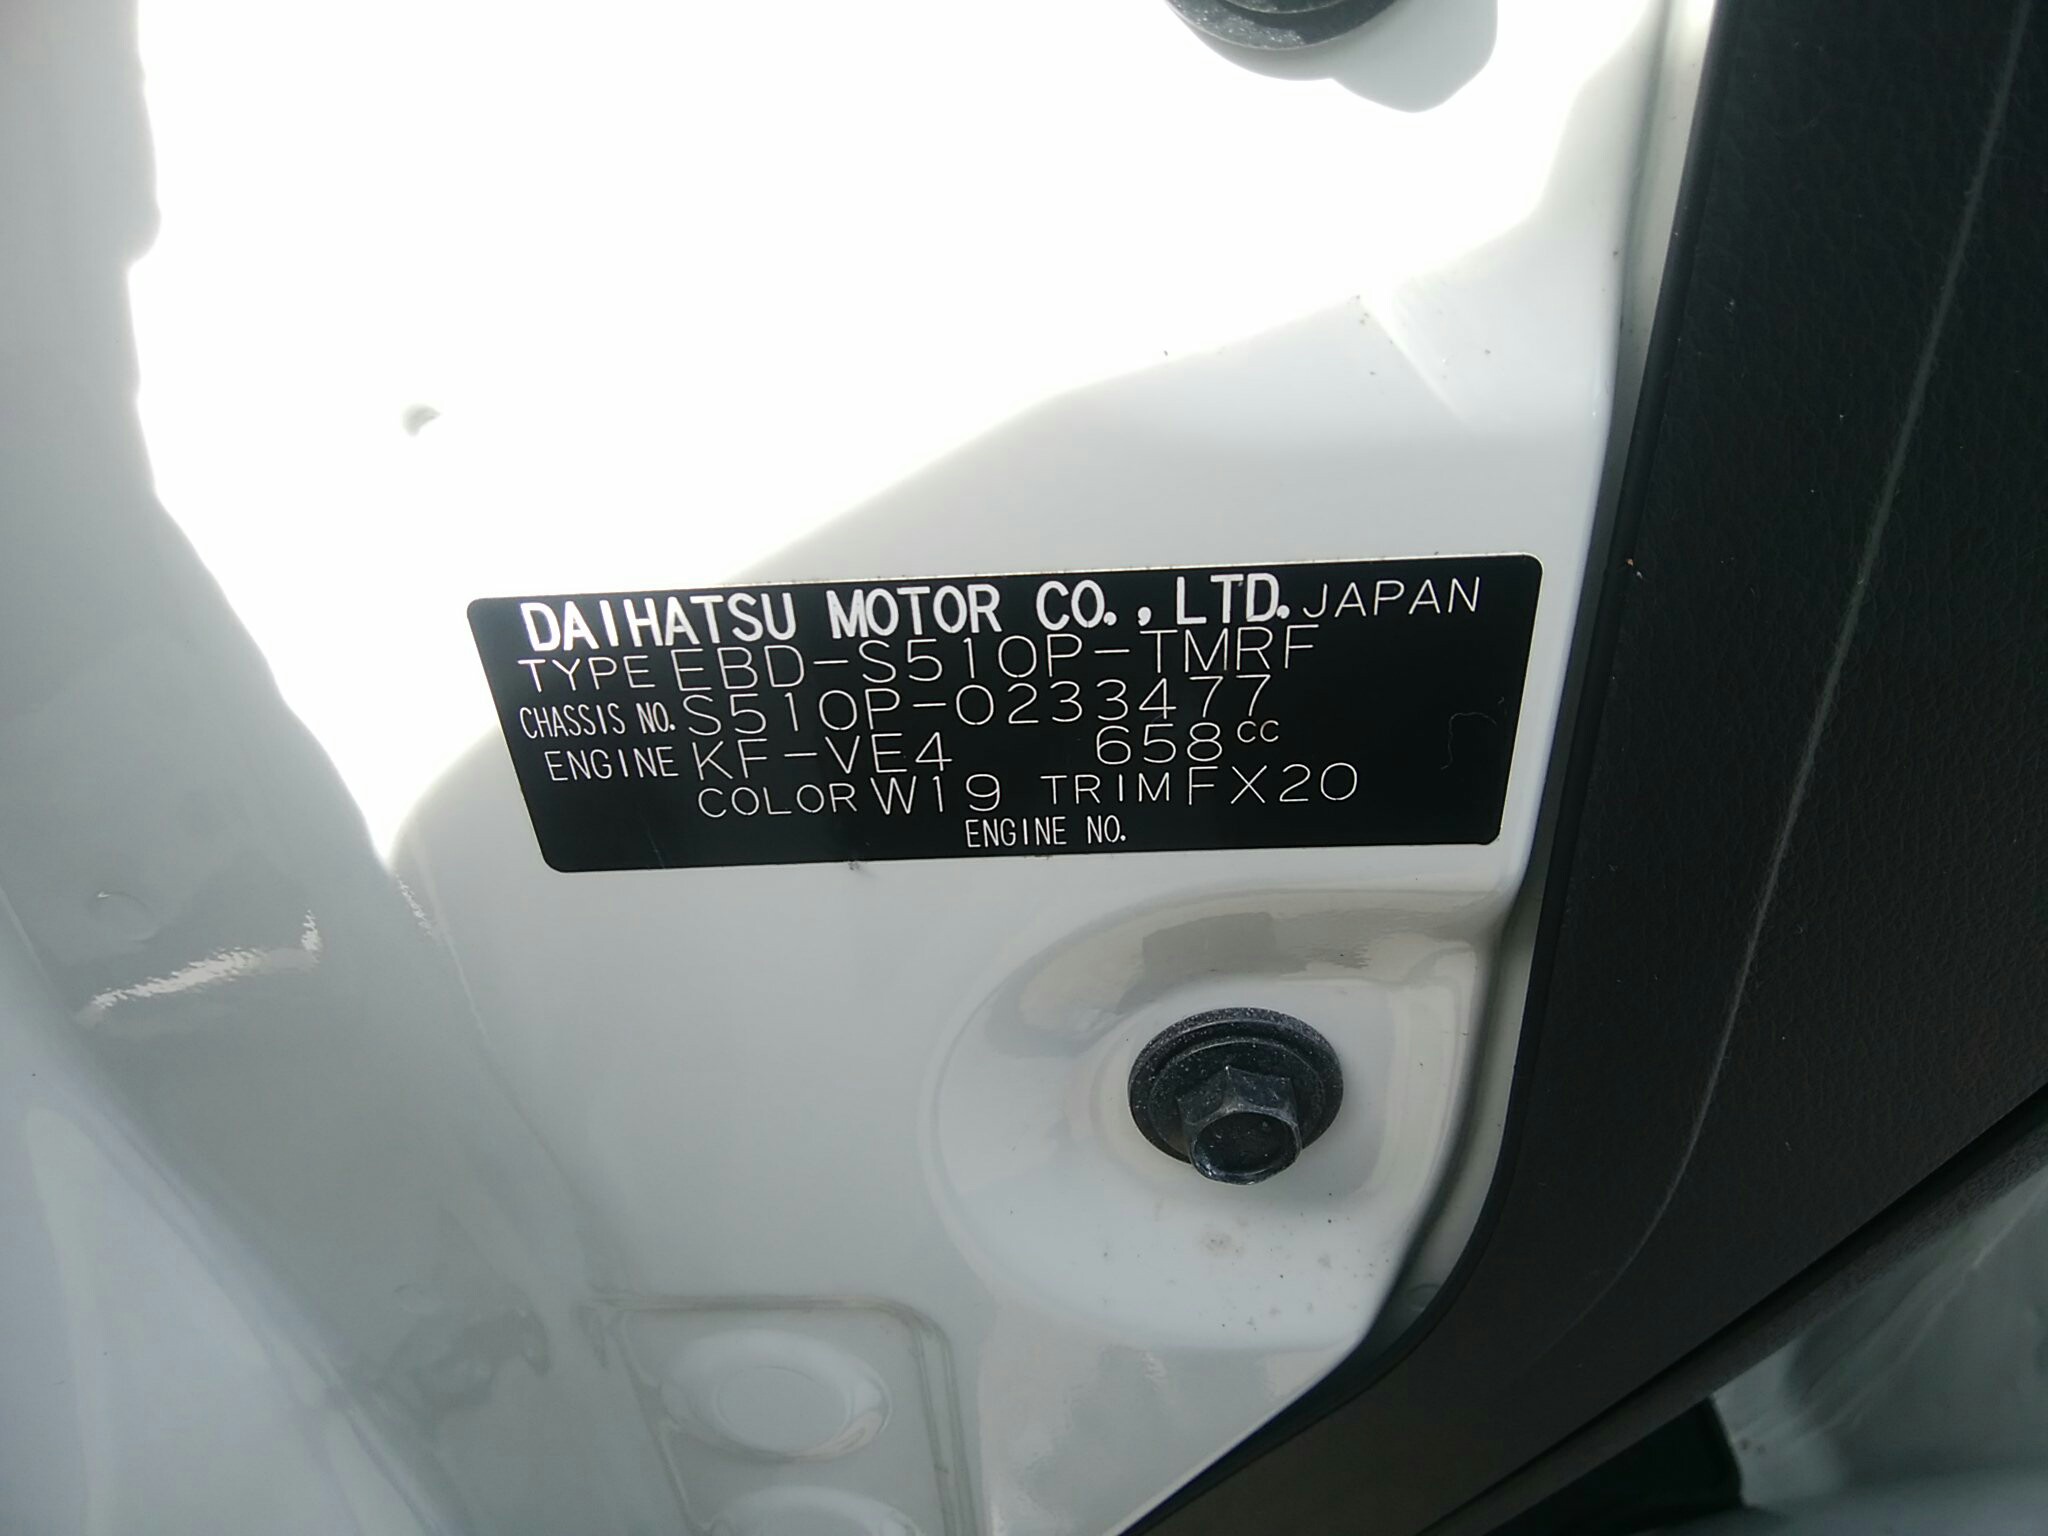 DAIHATSU MOTOR CO.,LTD. JAPAN
TYPE EBD-S510P-TMRF
CHASSIS NO. S510P-0233477
ENGINE KF-VE4 658cc
COLOR W19 TRIM FX20
ENGINE NO.